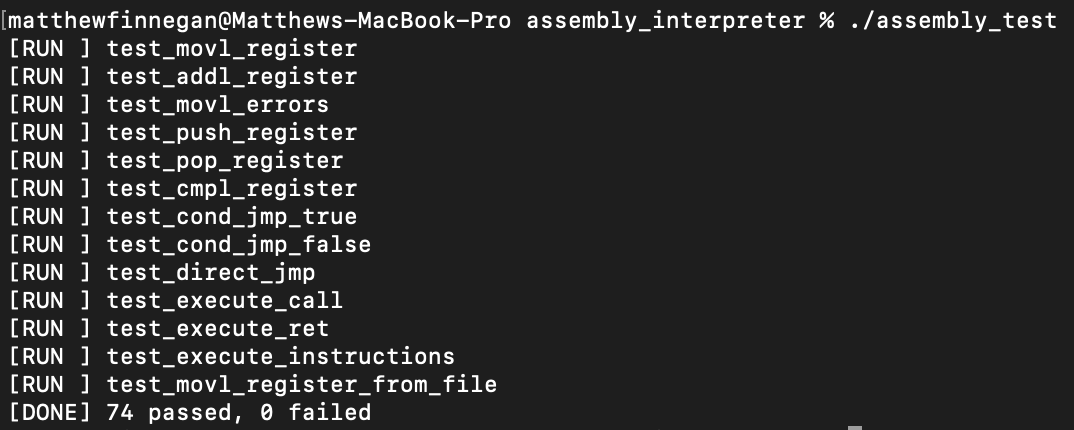 [matthewfinnegan@Matthews-MacBook-Pro assembly_interpreter % ./assembly_test
[RUN ] test_movl_register
[RUN ] test_addl_register
[RUN ] test_movl_errors
[RUN ] test_push_register
[RUN ] test_pop_register
[RUN ] test_cmpl_register
[RUN ] test_cond_jmp_true
[RUN ] test_cond_jmp_false
[RUN ] test_direct_jmp
[RUN ] test_execute_call
[RUN ] test_execute_ret
[RUN ] test_execute_instructions
[RUN ] test_movl_register_from_file
[DONE] 74 passed, 0 failed